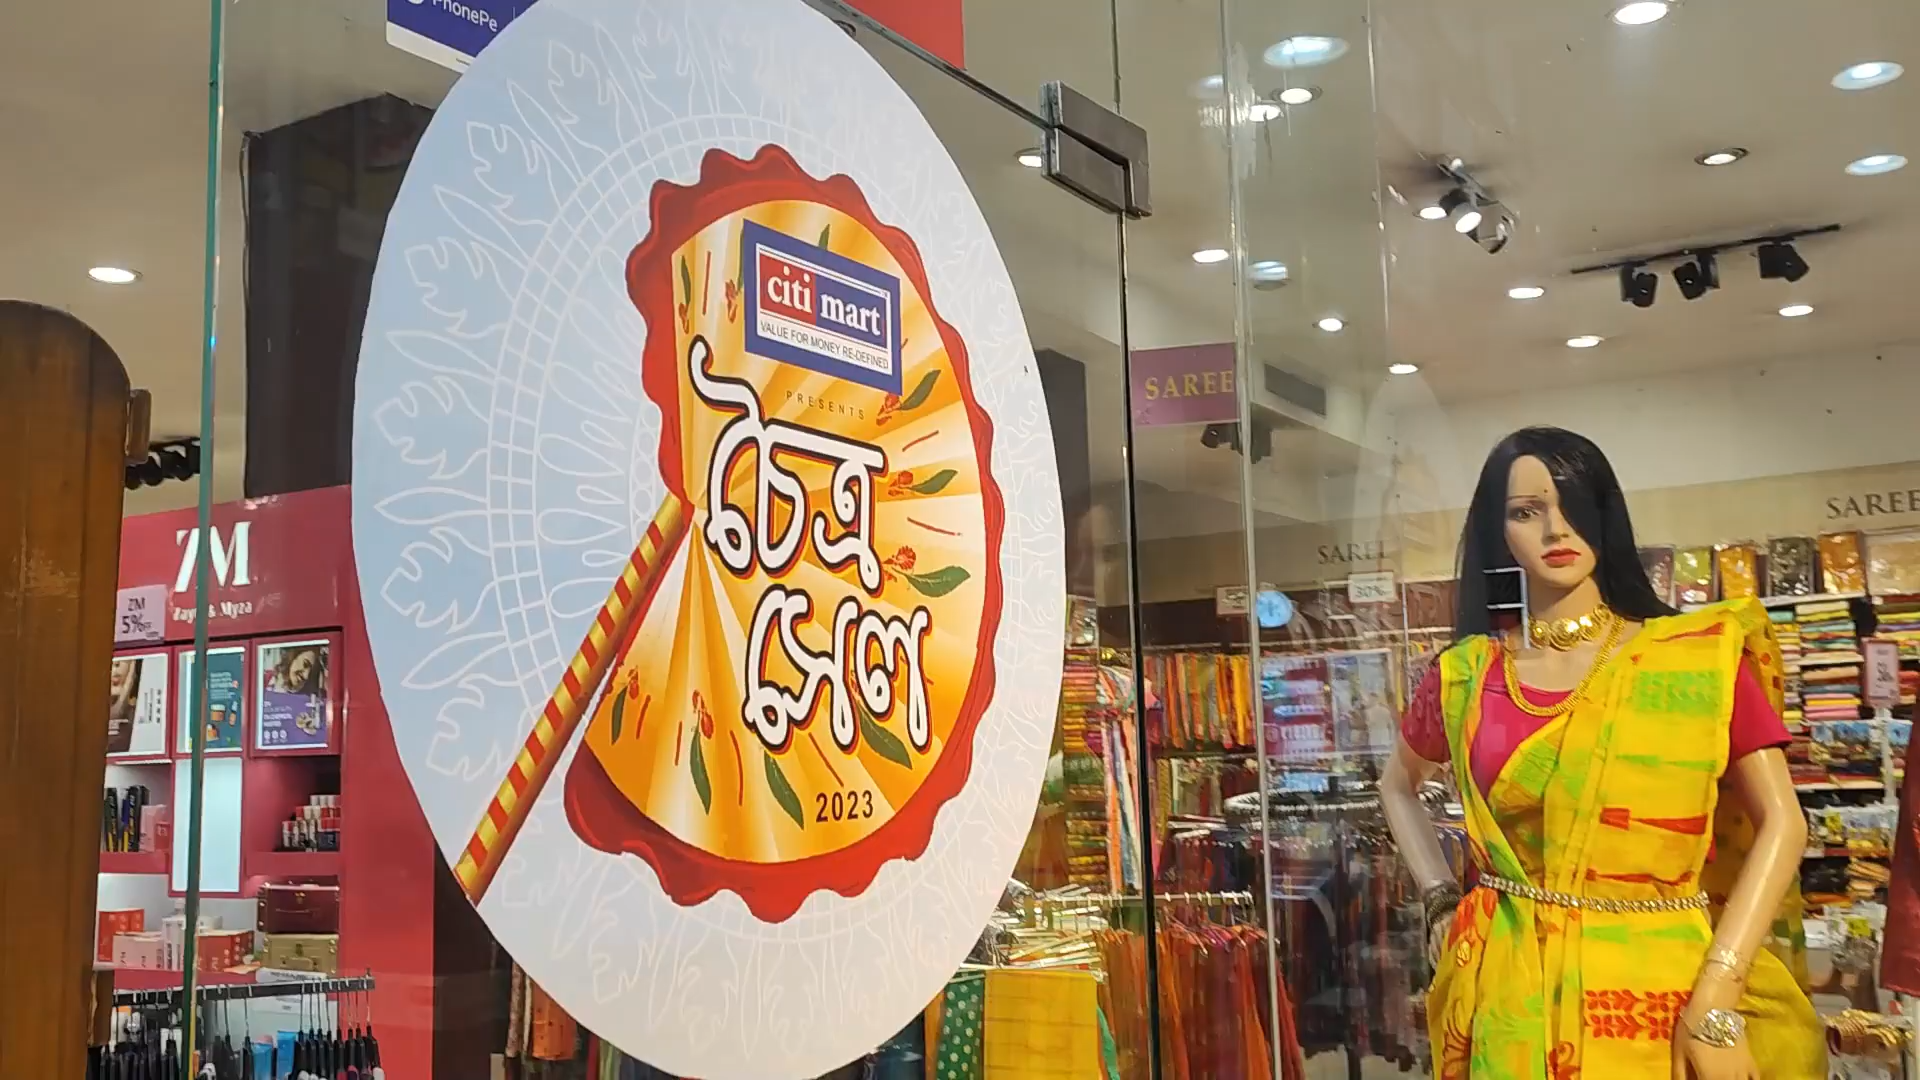 PhonePe
citi mart
VALUE FOR MONEY RE-DEFINED
PRESENTS
চৈত্র
সেল
2023
SAREE
SAREE
SAREE
30%
ZM
Zayn & Myza
ZM
5%